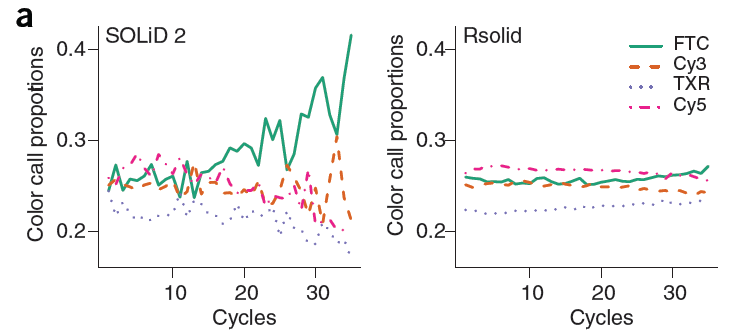 a
SOLiD 2
Color call propotions
0.4
0.3
0.2
10 20 30
Cycles
Rsolid
Color call proportions
0.4
0.3
0.2
10 20 30
Cycles
FTC
Cy3
TXR
Cy5